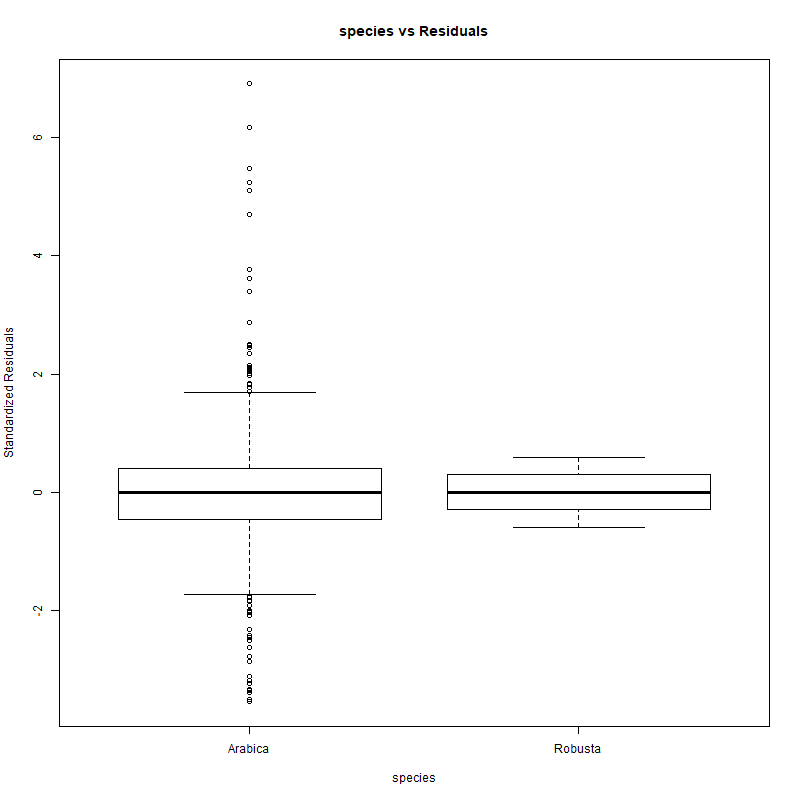 species vs Residuals
Standardized Residuals
6
4
2
0
-2
Arabica
Robusta
species